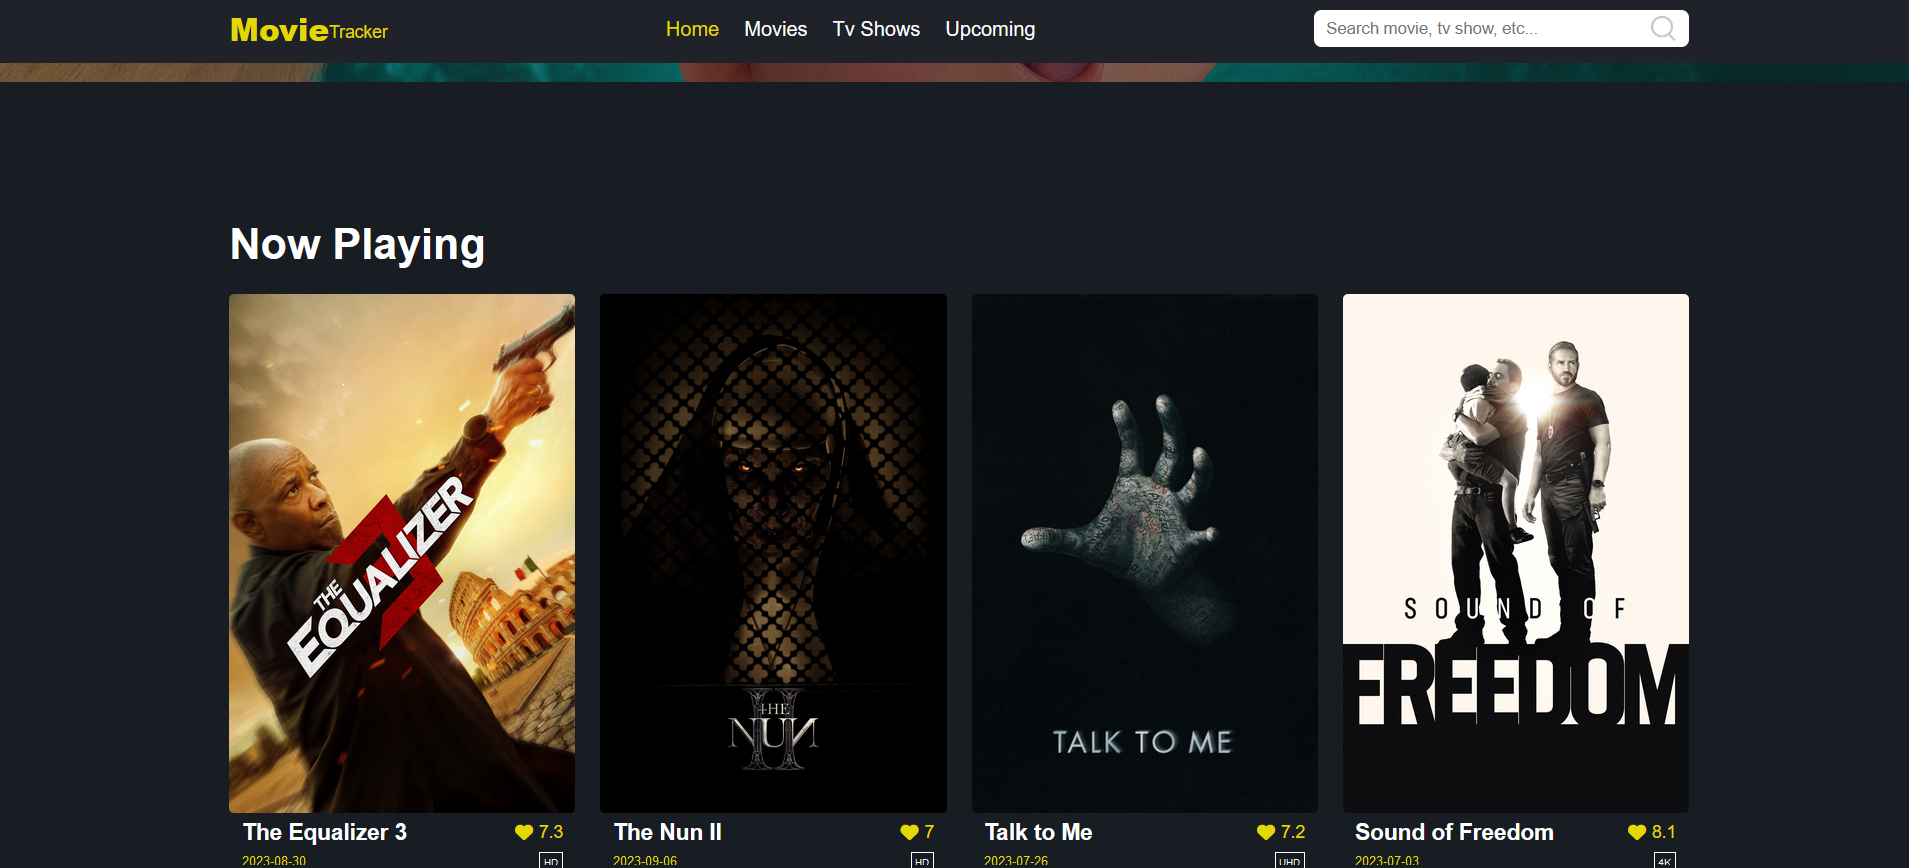 MovieTracker Home Movies Tv Shows Upcoming Search movie, tv show, etc...
Now Playing
THE
EQUALIZER
3
THE
NUN
II
TALK TO ME
SOUND OF
FREEDOM
The Equalizer 3 7.3
2023-08-30 HD
The Nun II 7
2023-09-06 HD
Talk to Me 7.2
2023-07-26 UHD
Sound of Freedom 8.1
2023-07-03 4K